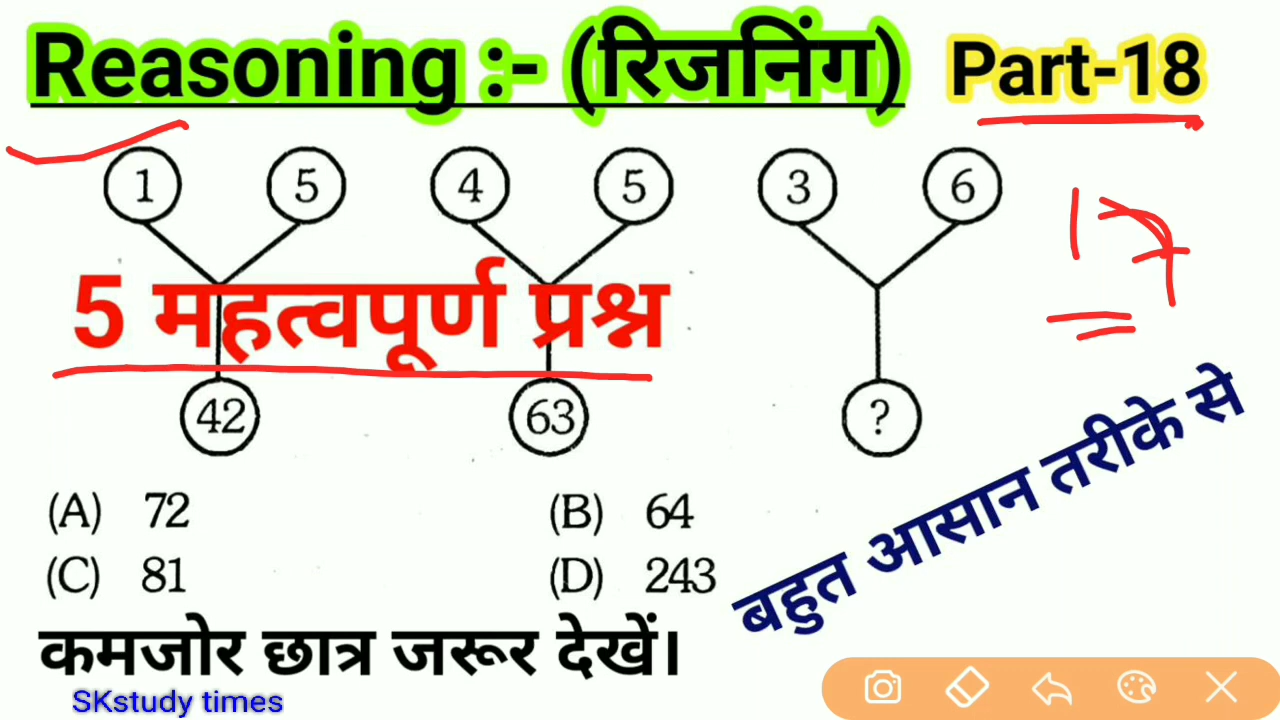 Reasoning :- (रिजनिंग) Part-18
1 5 4 5 3 6
17
5 महत्वपूर्ण प्रश्न
42 63 ?
बहुत आसान तरीके से
(A) 72 (B) 64
(C) 81 (D) 243
कमजोर छात्र जरूर देखें।
SKstudy times